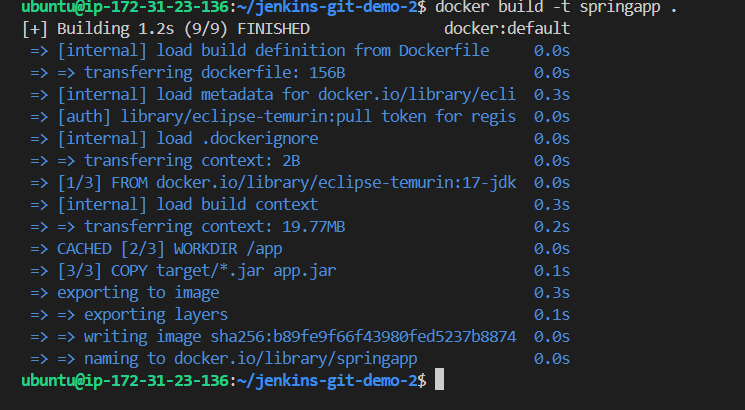 ubuntu@ip-172-31-23-136:~/jenkins-git-demo-2$ docker build -t springapp .
[+] Building 1.2s (9/9) FINISHED docker:default
=> [internal] load build definition from Dockerfile 0.0s
=> => transferring dockerfile: 156B 0.0s
=> [internal] load metadata for docker.io/library/ecli 0.3s
=> [auth] library/eclipse-temurin:pull token for regis 0.0s
=> [internal] load .dockerignore 0.0s
=> => transferring context: 2B 0.0s
=> [1/3] FROM docker.io/library/eclipse-temurin:17-jdk 0.0s
=> [internal] load build context 0.3s
=> => transferring context: 19.77MB 0.2s
=> CACHED [2/3] WORKDIR /app 0.0s
=> [3/3] COPY target/*.jar app.jar 0.1s
=> exporting to image 0.3s
=> => exporting layers 0.1s
=> => writing image sha256:b89fe9f66f43980fed5237b8874 0.0s
=> => naming to docker.io/library/springapp 0.0s
ubuntu@ip-172-31-23-136:~/jenkins-git-demo-2$